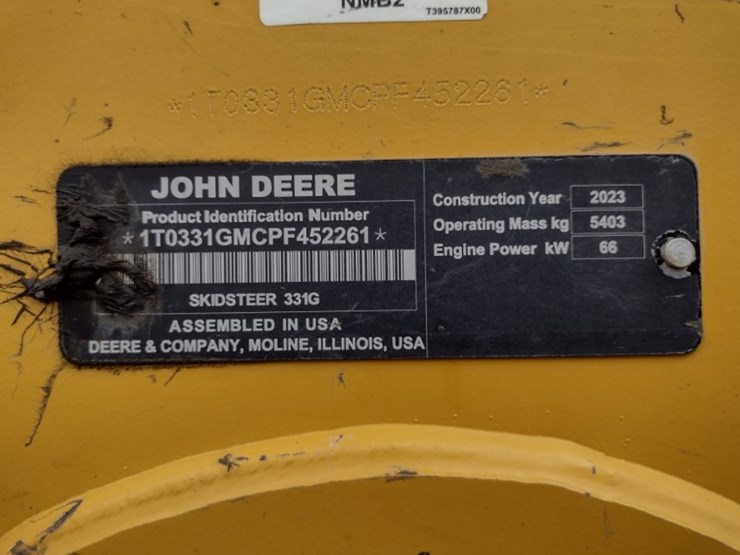 NMB2
T395787X00
*1T0331GMCPF452261*
JOHN DEERE
Product Identification Number
*1T0331GMCPF452261*
SKIDSTEER 331G
ASSEMBLED IN USA
DEERE & COMPANY, MOLINE, ILLINOIS, USA
Construction Year 2023
Operating Mass kg 5403
Engine Power kW 66